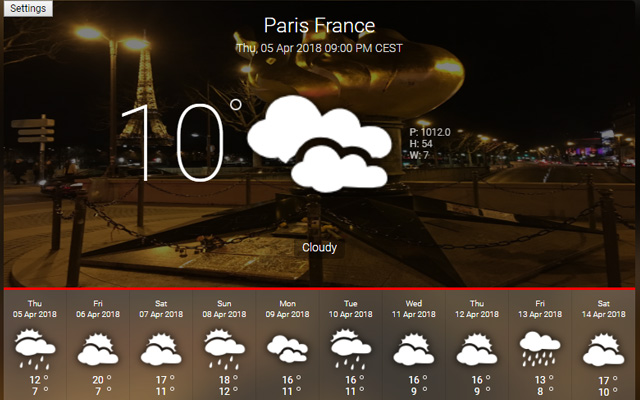 Settings
Paris France
Thu, 05 Apr 2018 09:00 PM CEST
10°
P: 1012.0
H: 54
W: 7
Cloudy
Thu Fri Sat Sun Mon Tue Wed Thu Fri Sat
05 Apr 2018 06 Apr 2018 07 Apr 2018 08 Apr 2018 09 Apr 2018 10 Apr 2018 11 Apr 2018 12 Apr 2018 13 Apr 2018 14 Apr 2018
12 ° 20 ° 17 ° 18 ° 16 ° 16 ° 16 ° 16 ° 13 ° 17 °
7 ° 7 ° 11 ° 12 ° 11 ° 11 ° 9 ° 9 ° 8 ° 10 °